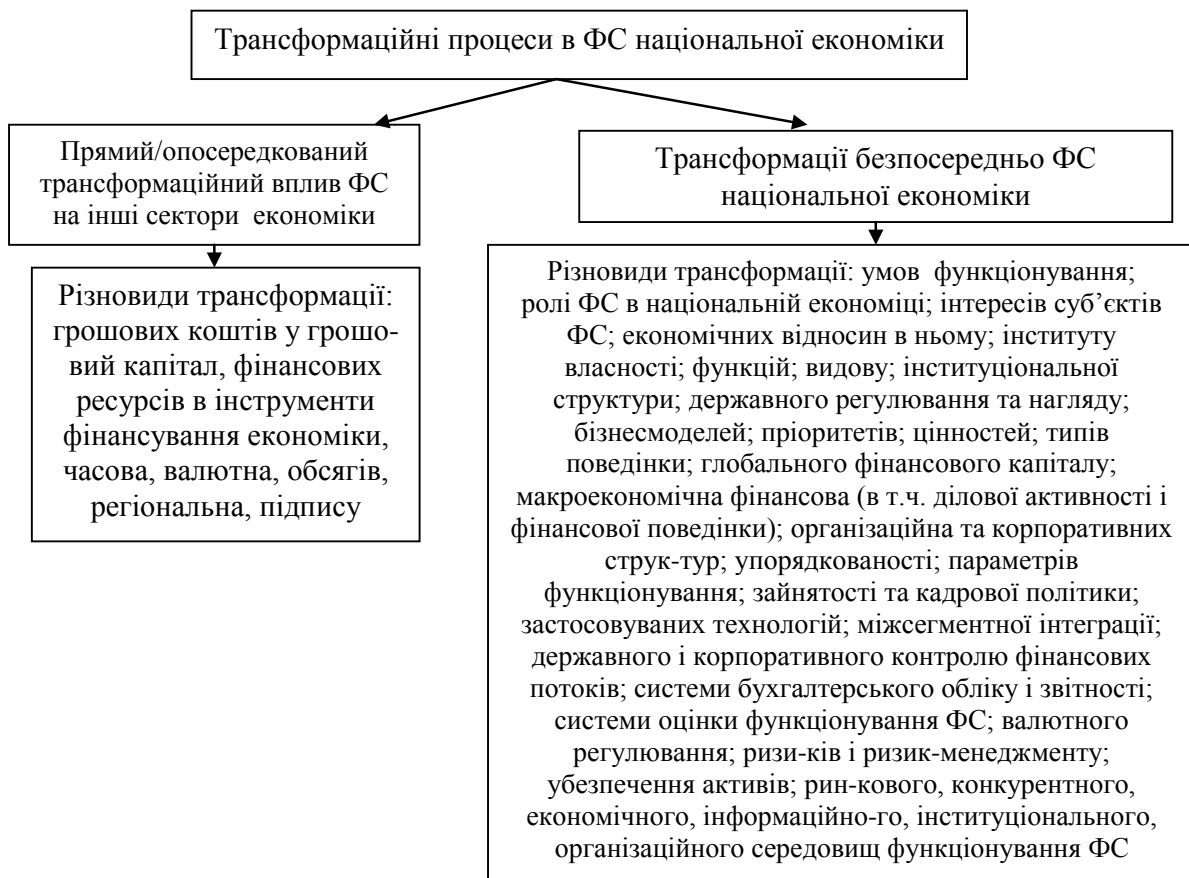 Трансформаційні процеси в ФС національної економіки
Прямий/опосередкований
трансформаційний вплив ФС
на інші сектори економіки
Різновиди трансформації:
грошових коштів у грошо-
вий капітал, фінансових
ресурсів в інструменти
фінансування економіки,
часова, валютна, обсягів,
регіональна, підпису
Трансформації безпосередньо ФС
національної економіки
Різновиди трансформації: умов функціонування;
ролі ФС в національній економіці; інтересів суб’єктів
ФС; економічних відносин в ньому; інституту
власності; функцій; видову; інституціональної
структури; державного регулювання та нагляду;
бізнесмоделей; пріоритетів; цінностей; типів
поведінки; глобального фінансового капіталу;
макроекономічна фінансова (в т.ч. ділової активності і
фінансової поведінки); організаційна та корпоративних
струк-тур; упорядкованості; параметрів
функціонування; зайнятості та кадрової політики;
застосовуваних технологій; міжсегментної інтеграції;
державного і корпоративного контролю фінансових
потоків; системи бухгалтерського обліку і звітності;
системи оцінки функціонування ФС; валютного
регулювання; ризи-ків і ризик-менеджменту;
убезпечення активів; рин-кового, конкурентного,
економічного, інформаційно-го, інституціонального,
організаційного середовищ функціонування ФС